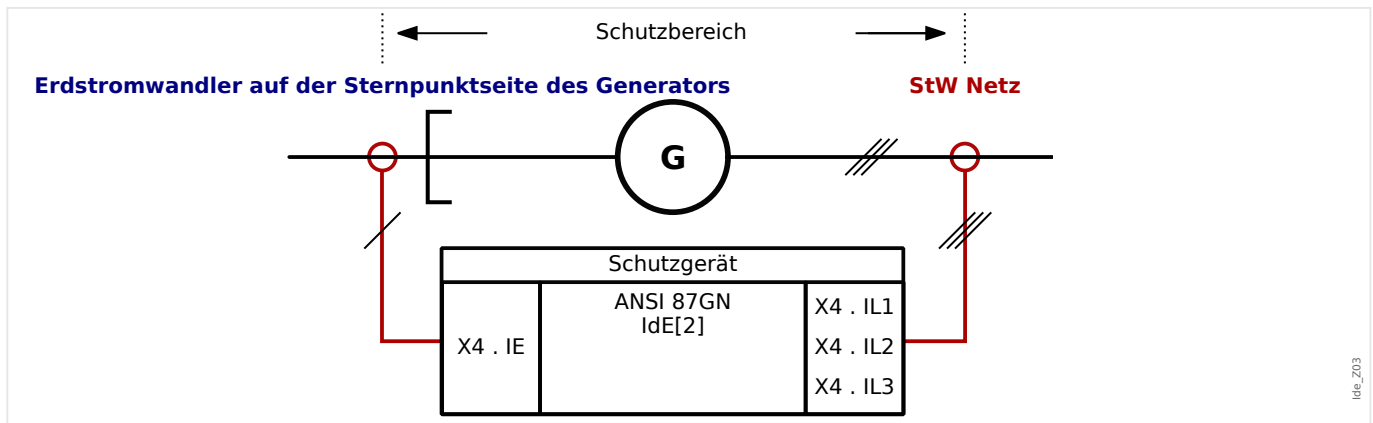 Schutzbereich
Erdstromwandler auf der Sternpunktseite des Generators
StW Netz
G
Schutzgerät
X4 . IE
ANSI 87GN
IdE[2]
X4 . IL1
X4 . IL2
X4 . IL3
Ide_Z03